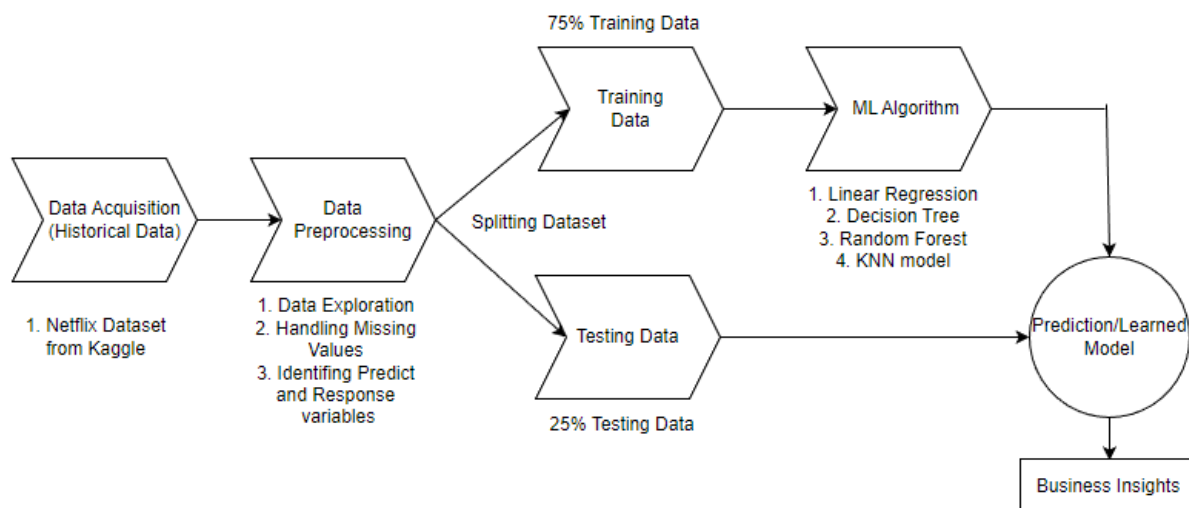 75% Training Data
Training
Data
ML Algorithm
Data Acquisition
(Historical Data)
Data
Preprocessing
Splitting Dataset
1. Linear Regression
2. Decision Tree
3. Random Forest
4. KNN model
1. Netflix Dataset
from Kaggle
1. Data Exploration
2. Handling Missing
Values
3. Identifing Predict
and Response
variables
Testing Data
25% Testing Data
Prediction/Learned
Model
Business Insights